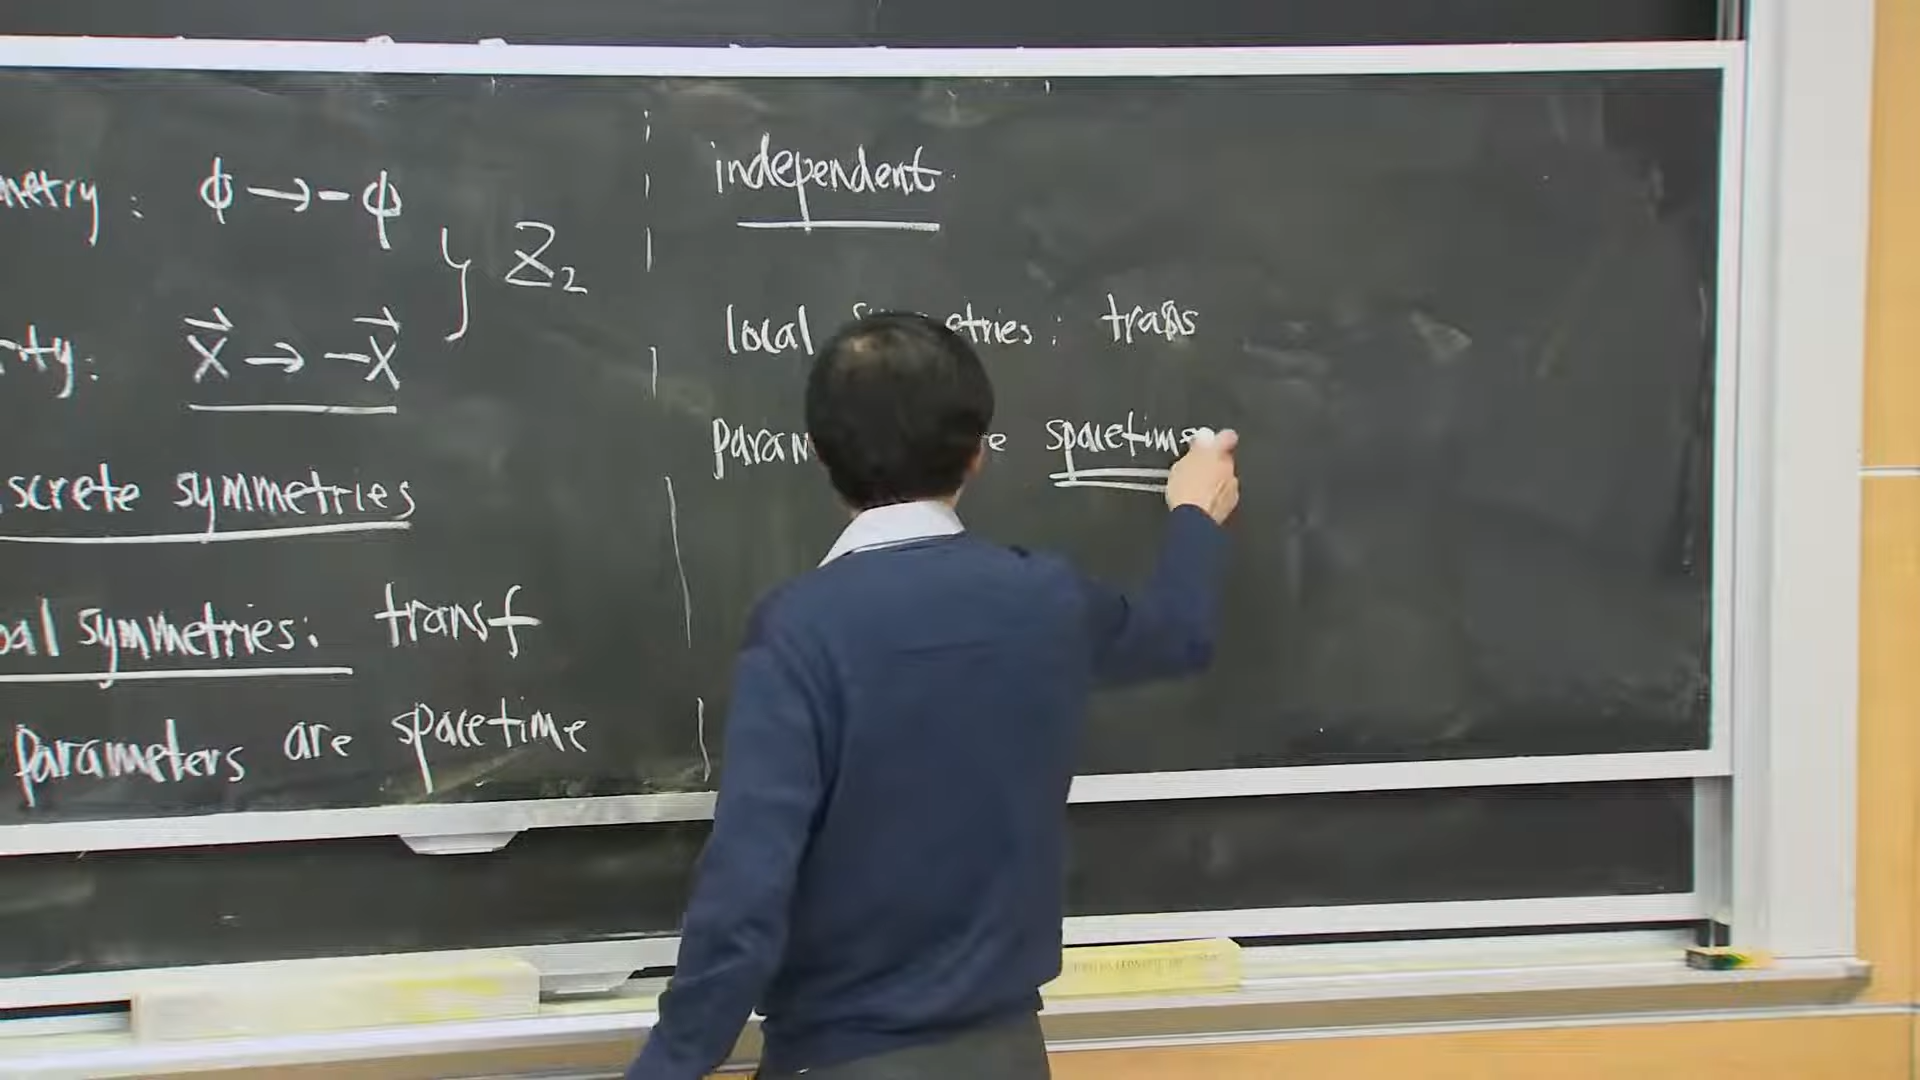 metry: ϕ → -ϕ
} Z₂
rity: X⃗ → -X⃗
screte symmetries
bal symmetries: transf
parameters are spacetime
independent
local etries: trans
param e spacetime